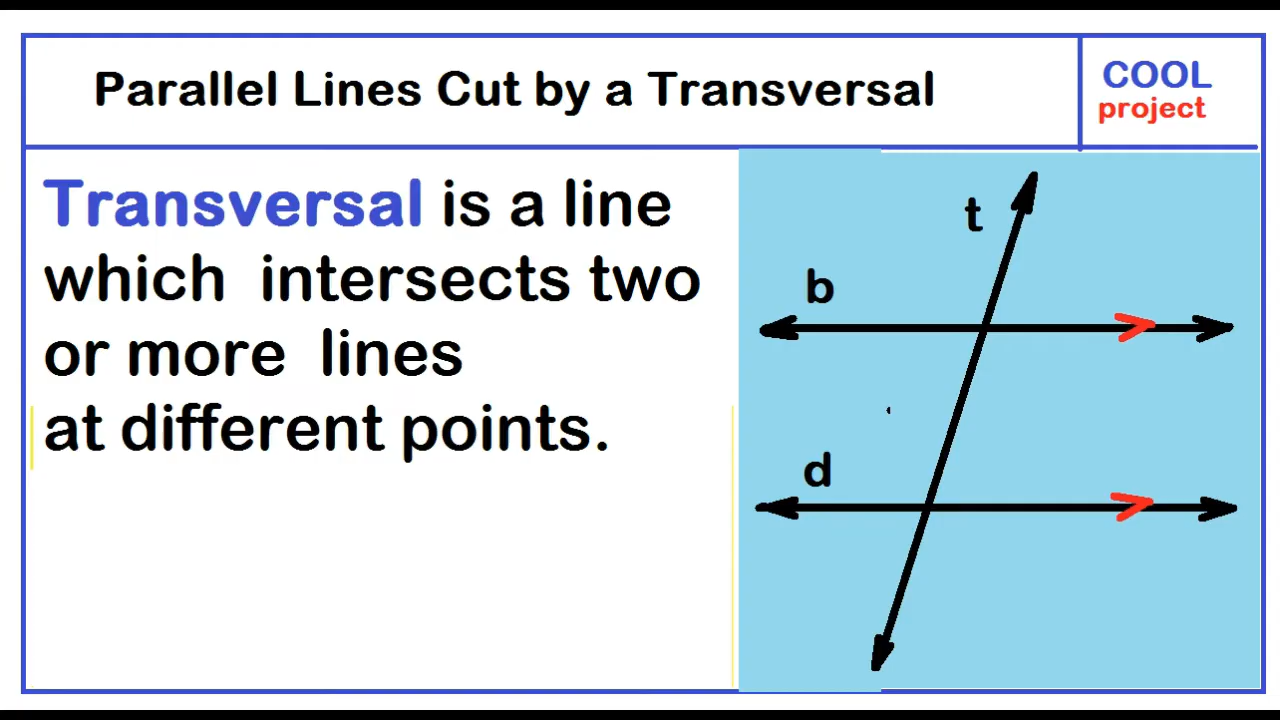 Parallel Lines Cut by a Transversal
COOL
project
Transversal is a line
which intersects two
or more lines
at different points.
t
b
d